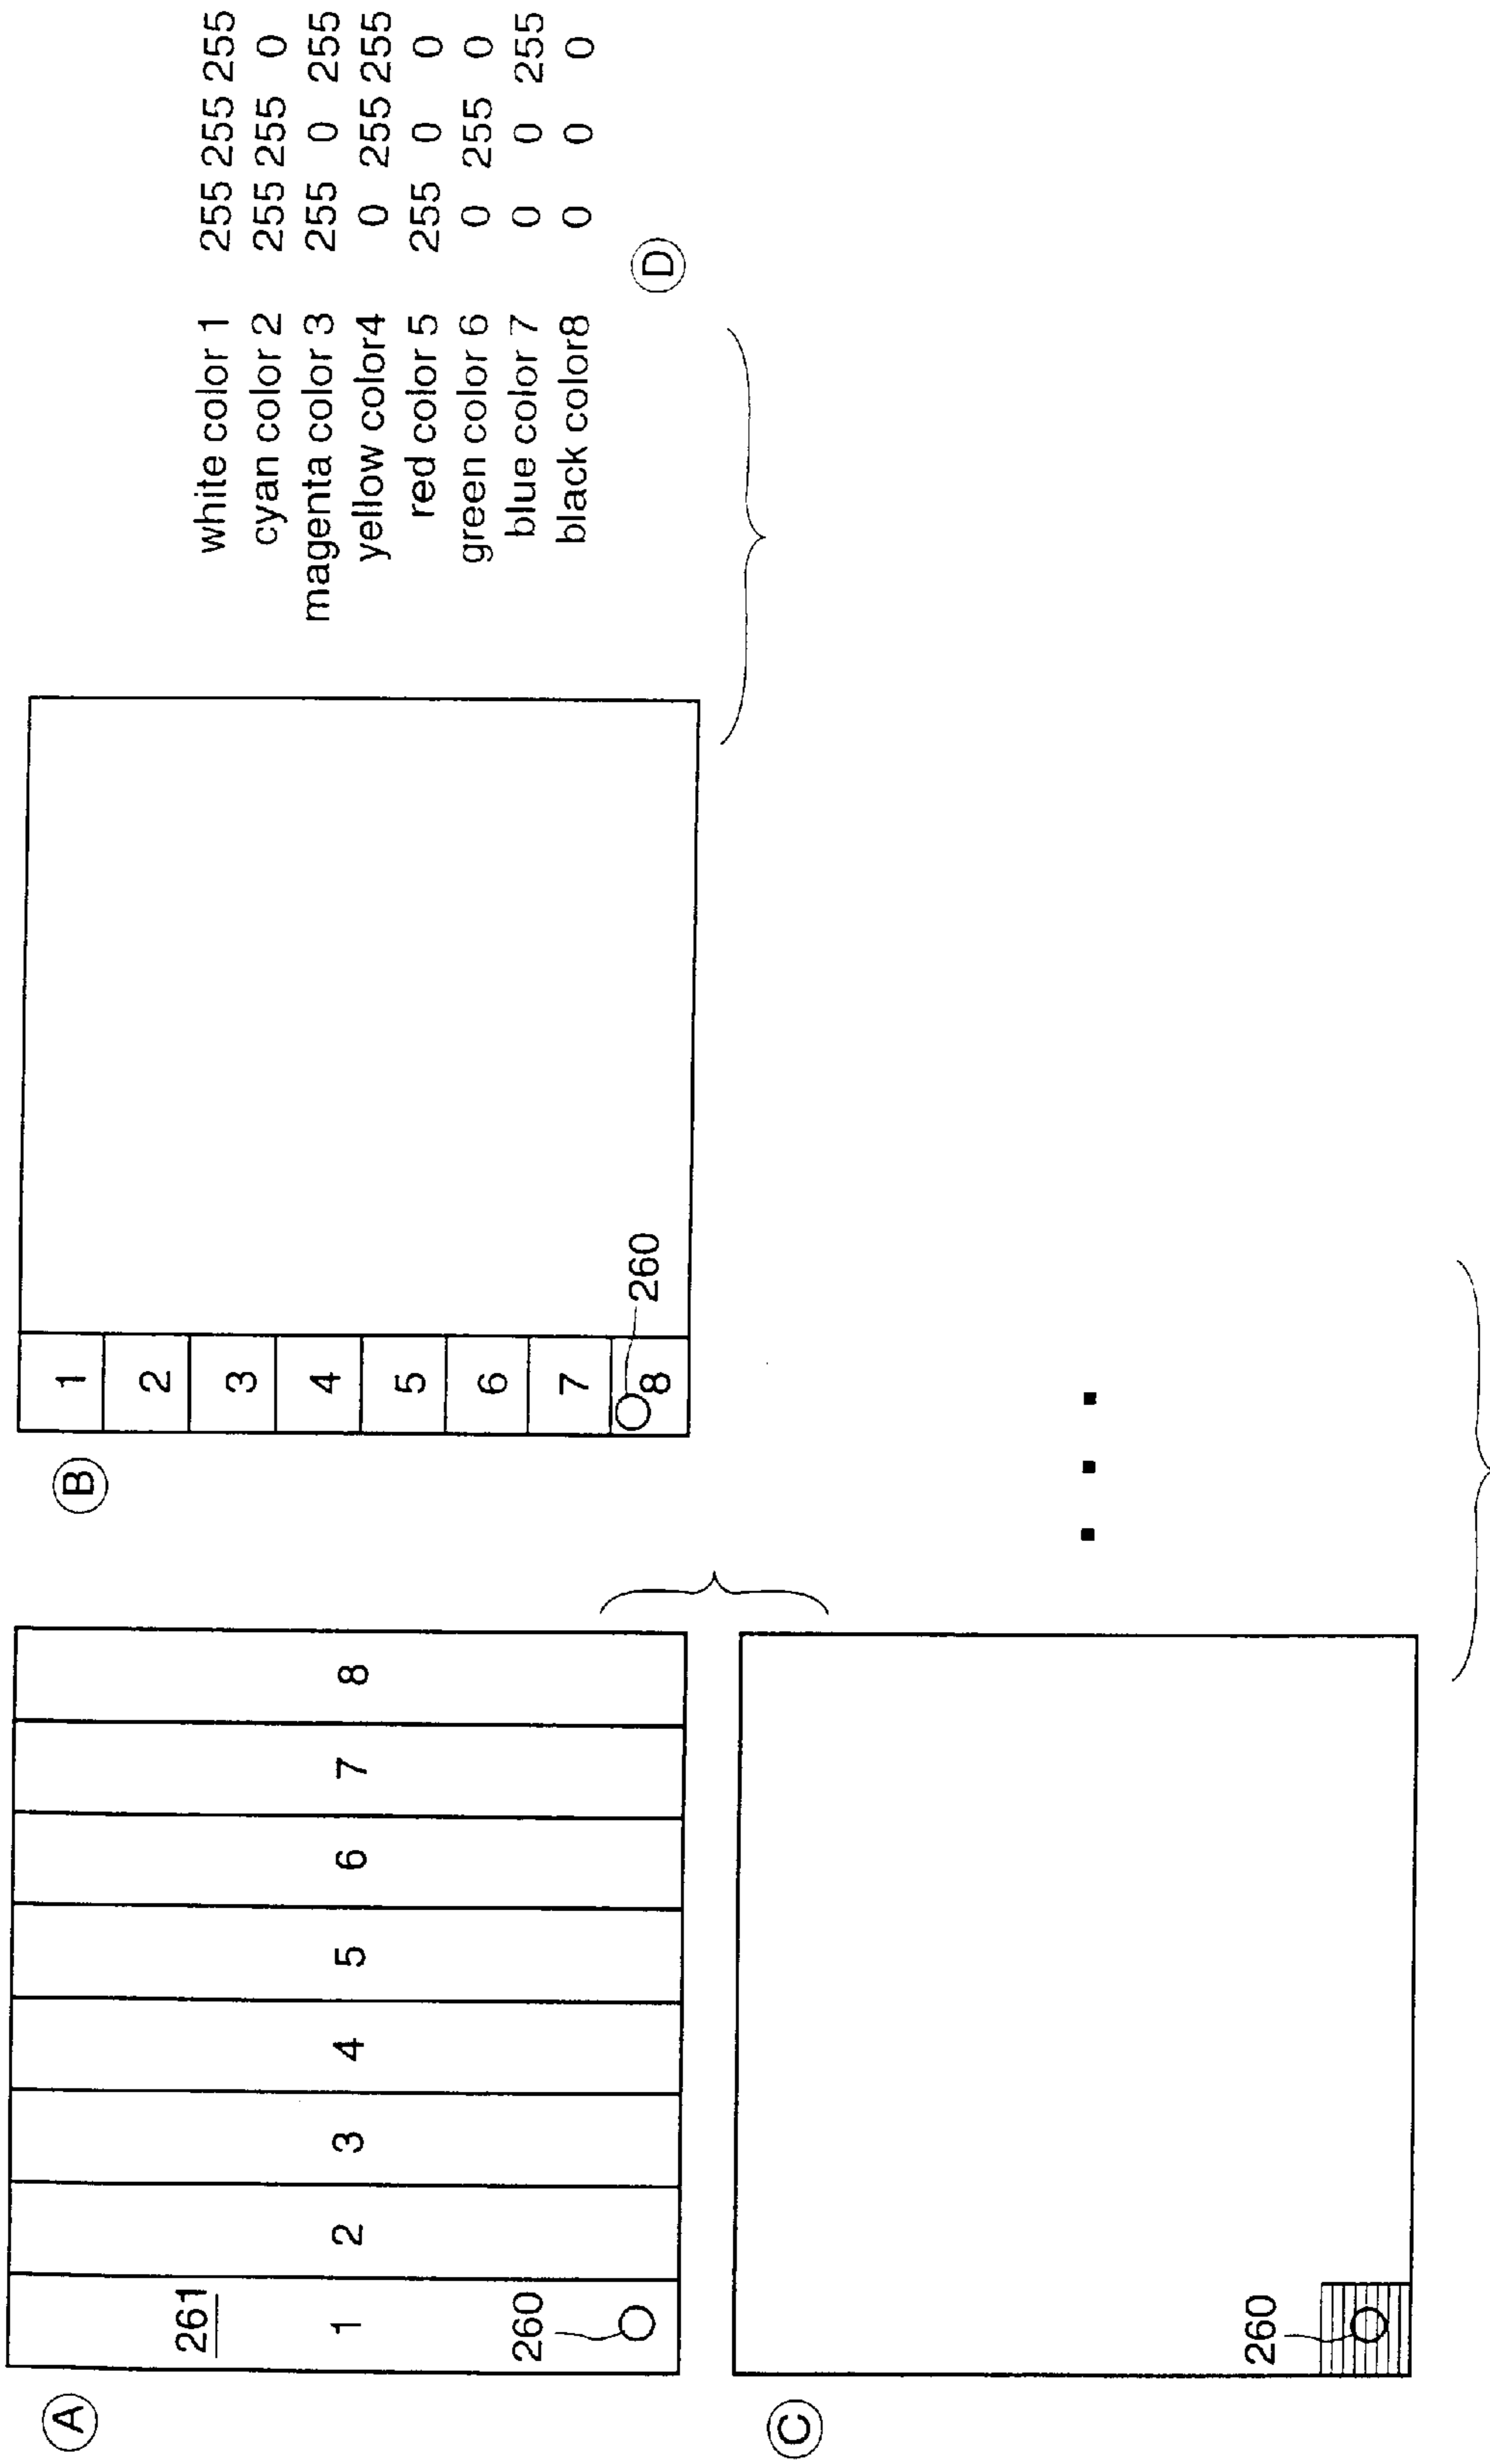 A
261
1
2
3
4
5
6
7
8
260
B
1
2
3
4
5
6
7
8
260
white color 1 255 255 255
cyan color 2 255 255 0
magenta color 3 255 0 255
yellow color4 0 255 255
red color 5 255 0 0
green color 6 0 255 0
blue color 7 0 0 255
black color8 0 0 0
D
C
260